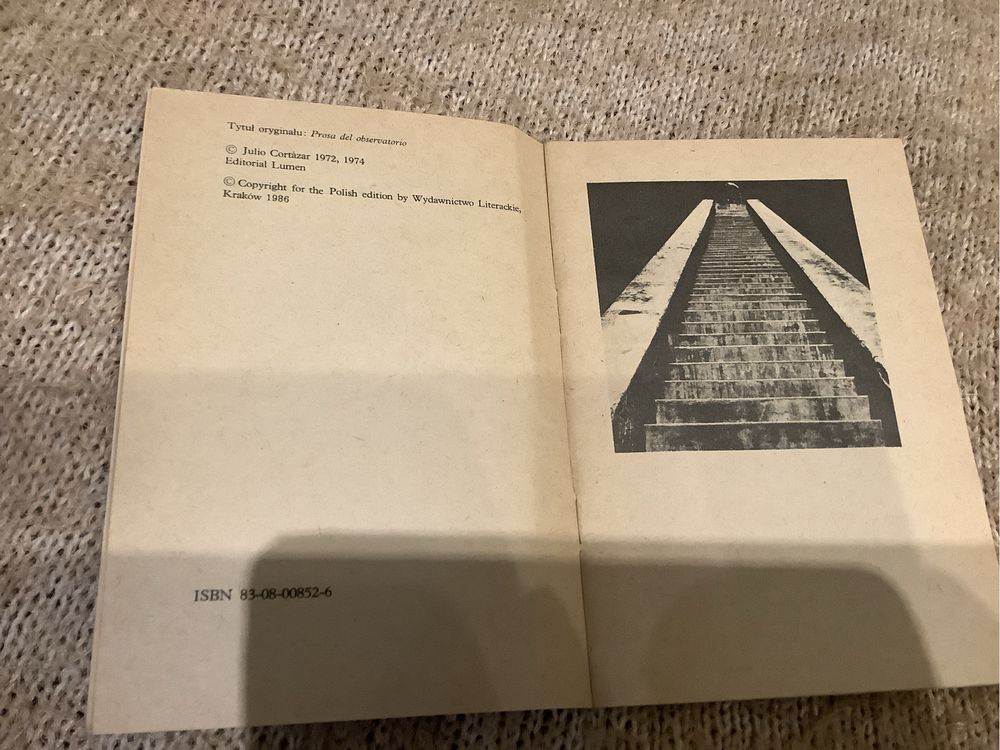 Tytuł oryginału: Prosa del observatorio
© Julio Cortàzar 1972, 1974
Editorial Lumen
© Copyright for the Polish edition by Wydawnictwo Literackie,
Kraków 1986
ISBN 83-08-00852-6